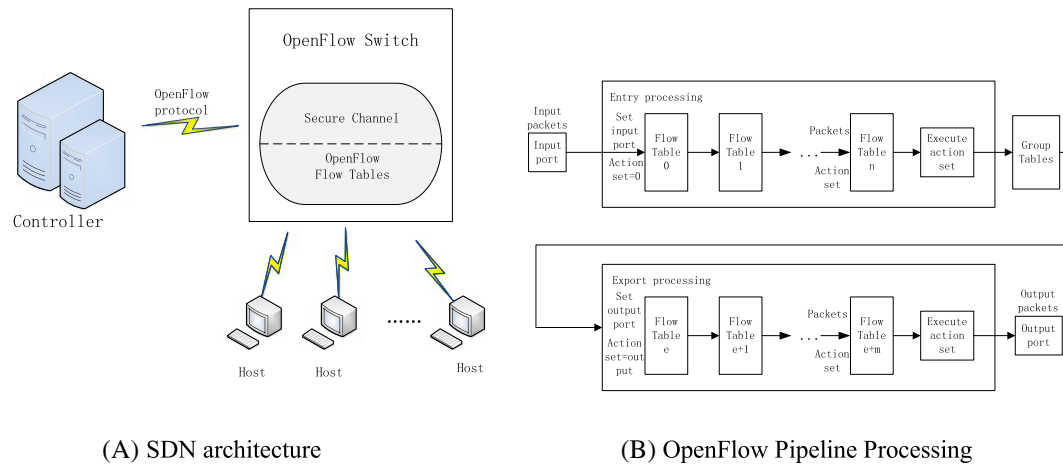 OpenFlow Switch
OpenFlow
protocol
Secure Channel
OpenFlow
Flow Tables
Controller
......
Host
Host
Host
(A) SDN architecture
Entry processing
Input
packets
Input
port
Set
input
port
Action
set=0
Flow
Table
0
Flow
Table
1
Packets
...
Action
set
Flow
Table
n
Execute
action
set
Group
Tables
Export processing
Set
output
port
Action
set=out
put
Flow
Table
e
Flow
Table
e+1
Packets
...
Action
set
Flow
Table
e+m
Execute
action
set
Output
packets
Output
port
(B) OpenFlow Pipeline Processing